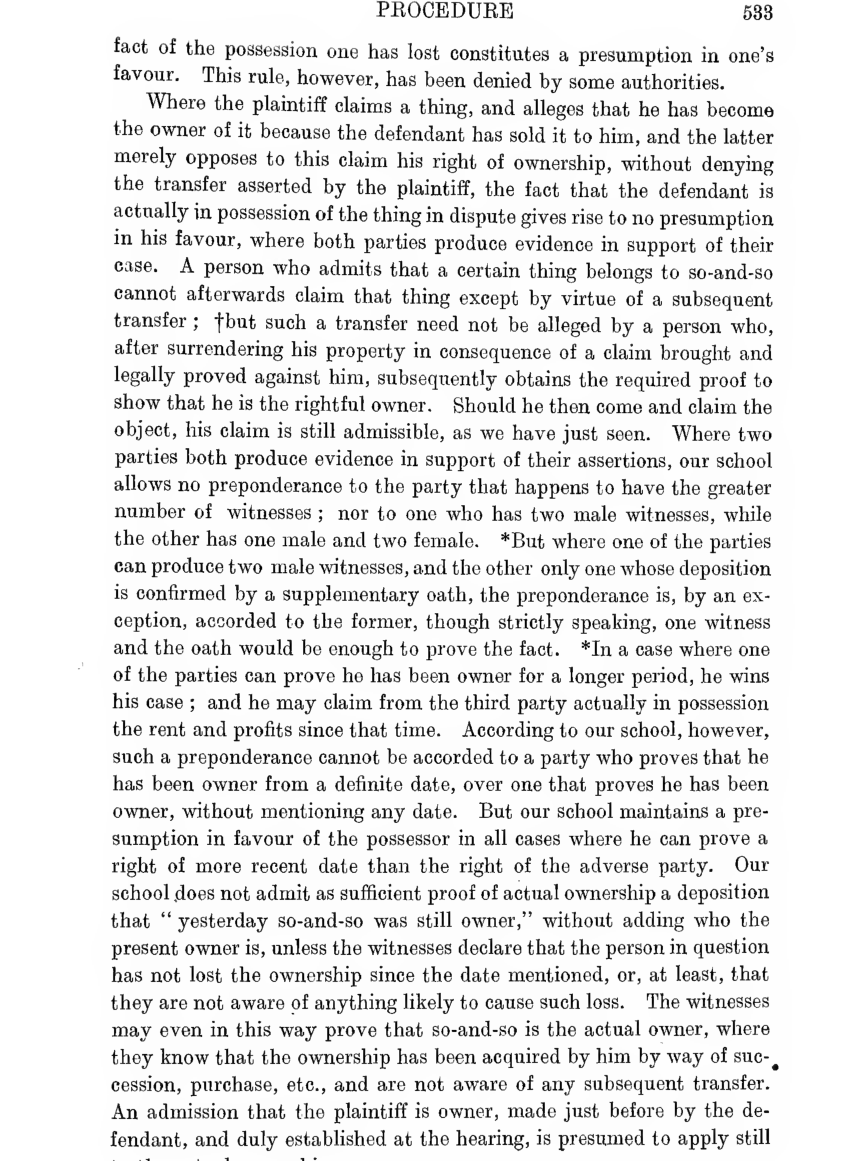 PROCEDURE 533
fact of the possession one has lost constitutes a presumption in one's
favour. This rule, however, has been denied by some authorities.
Where the plaintiff claims a thing, and alleges that he has become
the owner of it because the defendant has sold it to him, and the latter
merely opposes to this claim his right of ownership, without denying
the transfer asserted by the plaintiff, the fact that the defendant is
actually in possession of the thing in dispute gives rise to no presumption
in his favour, where both parties produce evidence in support of their
case. A person who admits that a certain thing belongs to so-and-so
cannot afterwards claim that thing except by virtue of a subsequent
transfer ; †but such a transfer need not be alleged by a person who,
after surrendering his property in consequence of a claim brought and
legally proved against him, subsequently obtains the required proof to
show that he is the rightful owner. Should he then come and claim the
object, his claim is still admissible, as we have just seen. Where two
parties both produce evidence in support of their assertions, our school
allows no preponderance to the party that happens to have the greater
number of witnesses ; nor to one who has two male witnesses, while
the other has one male and two female. *But where one of the parties
can produce two male witnesses, and the other only one whose deposition
is confirmed by a supplementary oath, the preponderance is, by an ex-
ception, accorded to the former, though strictly speaking, one witness
and the oath would be enough to prove the fact. *In a case where one
of the parties can prove he has been owner for a longer period, he wins
his case ; and he may claim from the third party actually in possession
the rent and profits since that time. According to our school, however,
such a preponderance cannot be accorded to a party who proves that he
has been owner from a definite date, over one that proves he has been
owner, without mentioning any date. But our school maintains a pre-
sumption in favour of the possessor in all cases where he can prove a
right of more recent date than the right of the adverse party. Our
school does not admit as sufficient proof of actual ownership a deposition
that " yesterday so-and-so was still owner," without adding who the
present owner is, unless the witnesses declare that the person in question
has not lost the ownership since the date mentioned, or, at least, that
they are not aware of anything likely to cause such loss. The witnesses
may even in this way prove that so-and-so is the actual owner, where
they know that the ownership has been acquired by him by way of suc-
cession, purchase, etc., and are not aware of any subsequent transfer.
An admission that the plaintiff is owner, made just before by the de-
fendant, and duly established at the hearing, is presumed to apply still